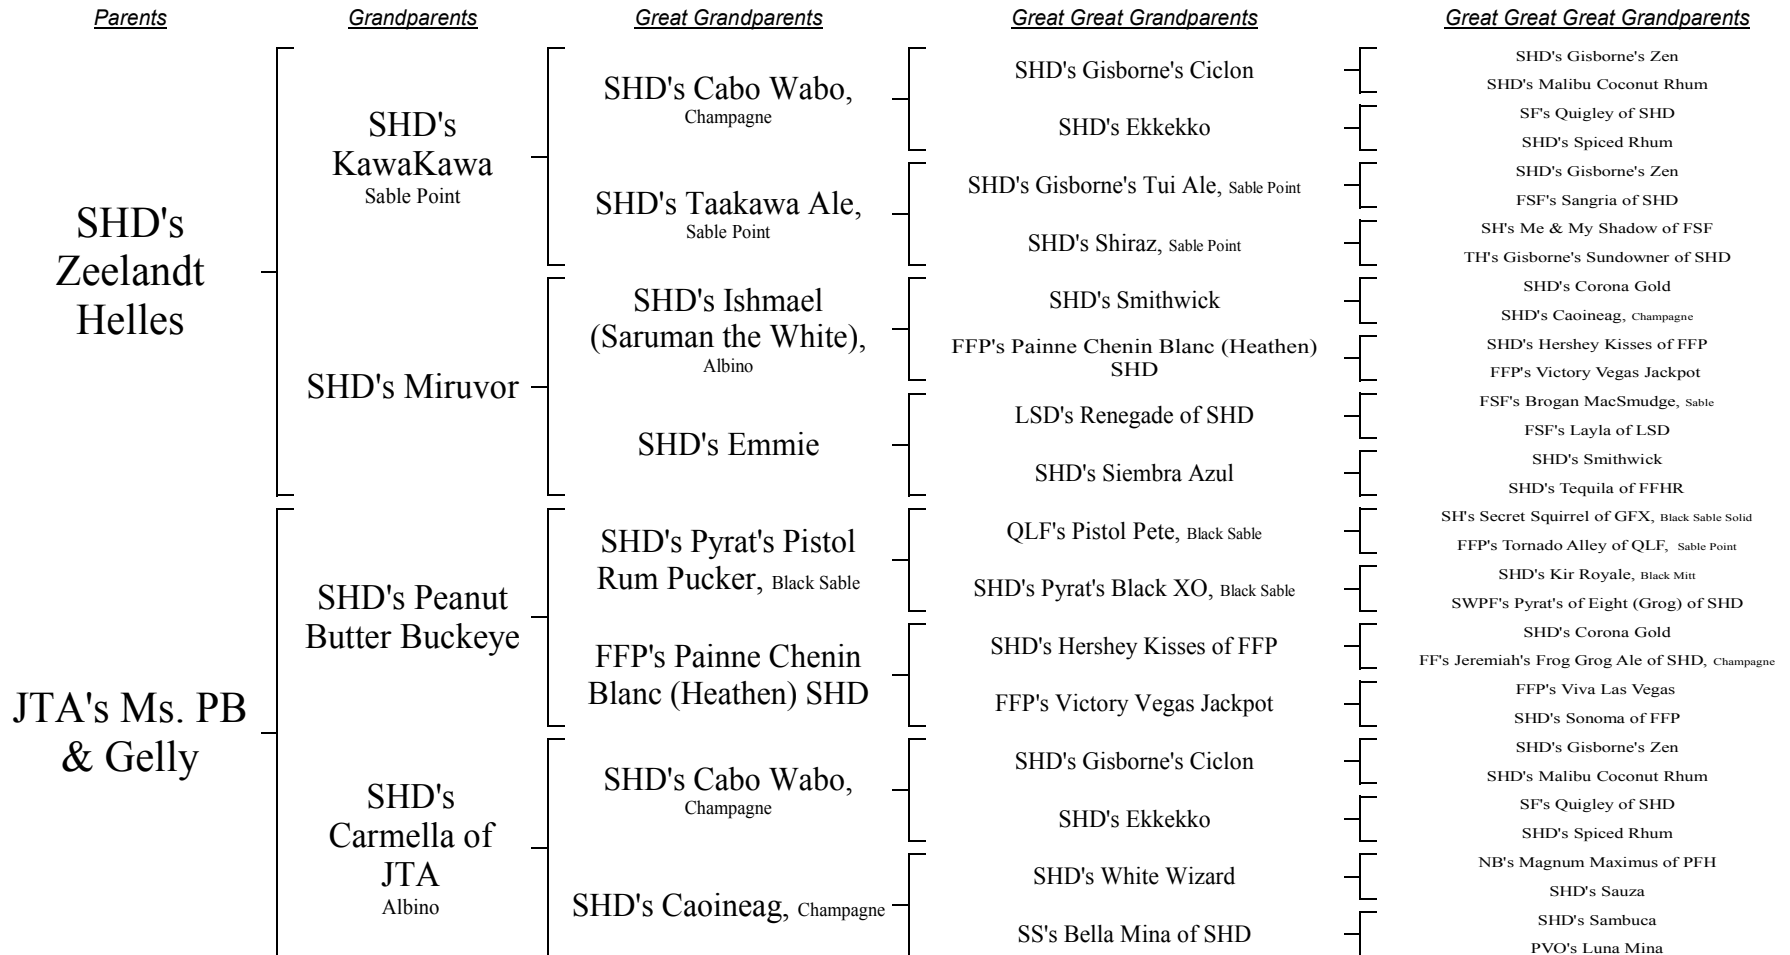 Parents
Grandparents
Great Grandparents
Great Great Grandparents
Great Great Great Grandparents
SHD's
Zeelandt
Helles
JTA's Ms. PB
& Gelly
SHD's
KawaKawa
Sable Point
SHD's Miruvor
SHD's Peanut
Butter Buckeye
SHD's
Carmella of
JTA
Albino
SHD's Cabo Wabo,
Champagne
SHD's Taakawa Ale,
Sable Point
SHD's Ishmael
(Saruman the White),
Albino
SHD's Emmie
SHD's Pyrat's Pistol
Rum Pucker, Black Sable
FFP's Painne Chenin
Blanc (Heathen) SHD
SHD's Cabo Wabo,
Champagne
SHD's Caoineag, Champagne
SHD's Gisborne's Ciclon
SHD's Ekkekko
SHD's Gisborne's Tui Ale, Sable Point
SHD's Shiraz, Sable Point
SHD's Smithwick
FFP's Painne Chenin Blanc (Heathen)
SHD
LSD's Renegade of SHD
SHD's Siembra Azul
QLF's Pistol Pete, Black Sable
SHD's Pyrat's Black XO, Black Sable
SHD's Hershey Kisses of FFP
FFP's Victory Vegas Jackpot
SHD's Gisborne's Ciclon
SHD's Ekkekko
SHD's White Wizard
SS's Bella Mina of SHD
SHD's Gisborne's Zen
SHD's Malibu Coconut Rhum
SF's Quigley of SHD
SHD's Spiced Rhum
SHD's Gisborne's Zen
FSF's Sangria of SHD
SH's Me & My Shadow of FSF
TH's Gisborne's Sundowner of SHD
SHD's Corona Gold
SHD's Caoineag, Champagne
SHD's Hershey Kisses of FFP
FFP's Victory Vegas Jackpot
FSF's Brogan MacSmudge, Sable
FSF's Layla of LSD
SHD's Smithwick
SHD's Tequila of FFHR
SH's Secret Squirrel of GFX, Black Sable Solid
FFP's Tornado Alley of QLF, Sable Point
SHD's Kir Royale, Black Mitt
SWPF's Pyrat's of Eight (Grog) of SHD
SHD's Corona Gold
FF's Jeremiah's Frog Grog Ale of SHD, Champagne
FFP's Viva Las Vegas
SHD's Sonoma of FFP
SHD's Gisborne's Zen
SHD's Malibu Coconut Rhum
SF's Quigley of SHD
SHD's Spiced Rhum
NB's Magnum Maximus of PFH
SHD's Sauza
SHD's Sambuca
PVO's Luna Mina